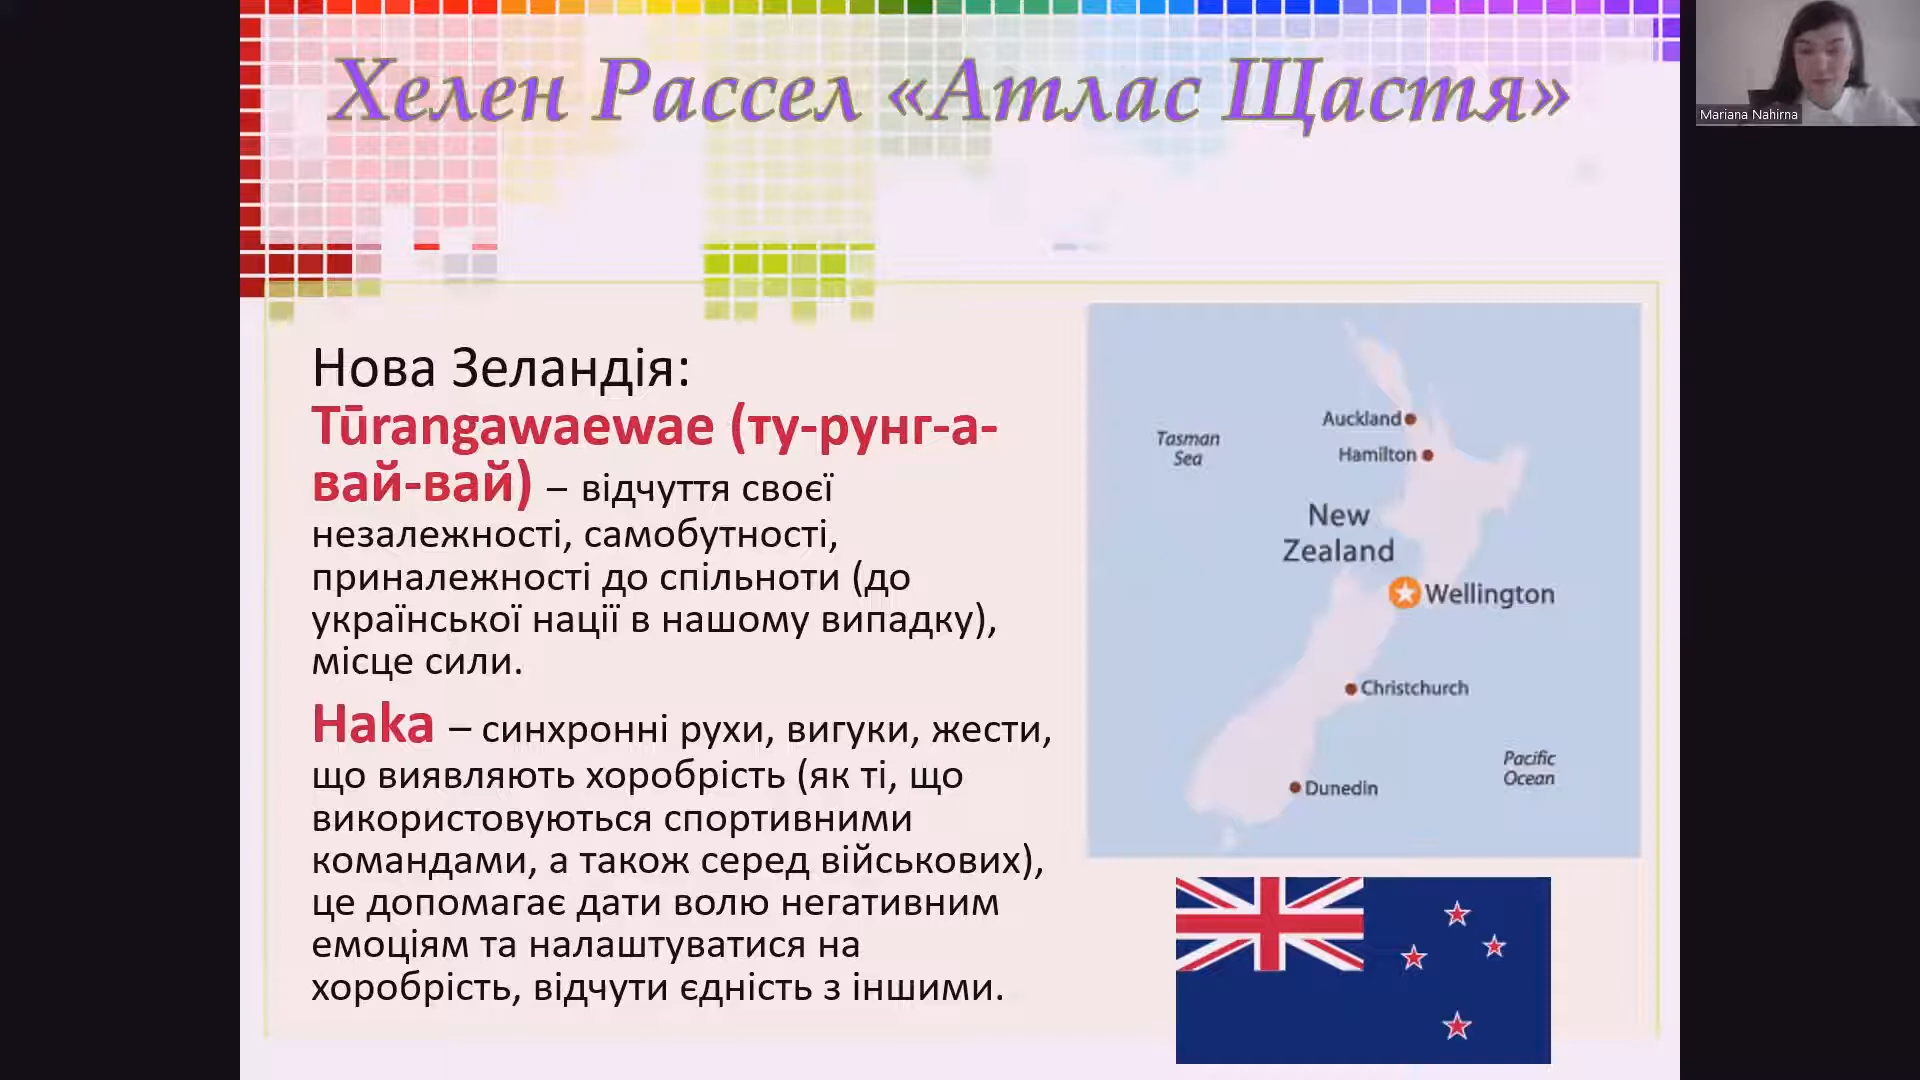 Хелен Рассел «Атлас Щастя»
Mariana Nahirna
Нова Зеландія:
Tūrangawaewae (ту-рунг-а-
вай-вай) – відчуття своєї
незалежності, самобутності,
приналежності до спільноти (до
української нації в нашому випадку),
місце сили.
Haka – синхронні рухи, вигуки, жести,
що виявляють хоробрість (як ті, що
використовуються спортивними
командами, а також серед військових),
це допомагає дати волю негативним
емоціям та налаштуватися на
хоробрість, відчути єдність з іншими.
Auckland
Tasman
Sea
Hamilton
New
Zealand
Wellington
Christchurch
Pacific
Ocean
Dunedin